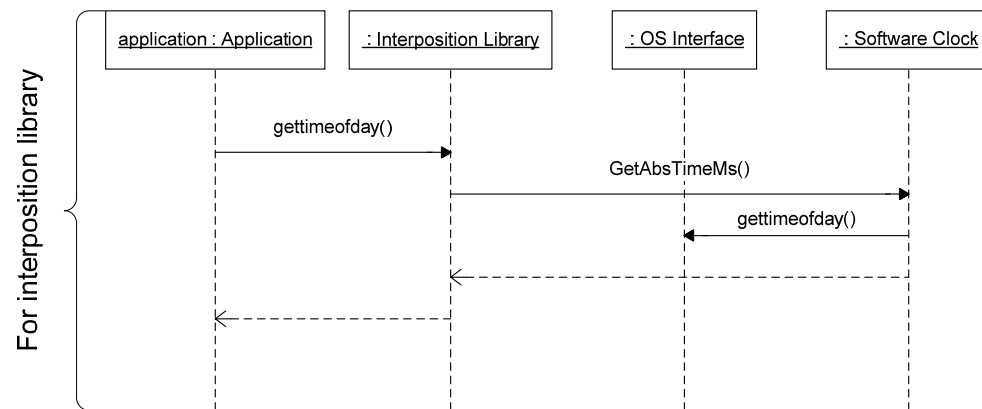 application : Application
: Interposition Library
: OS Interface
: Software Clock
For interposition library
gettimeofday()
GetAbsTimeMs()
gettimeofday()